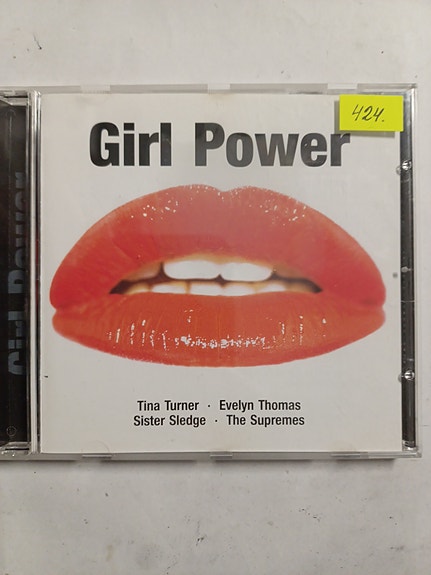 Girl Power
424.
Girl Power
Tina Turner · Evelyn Thomas
Sister Sledge · The Supremes